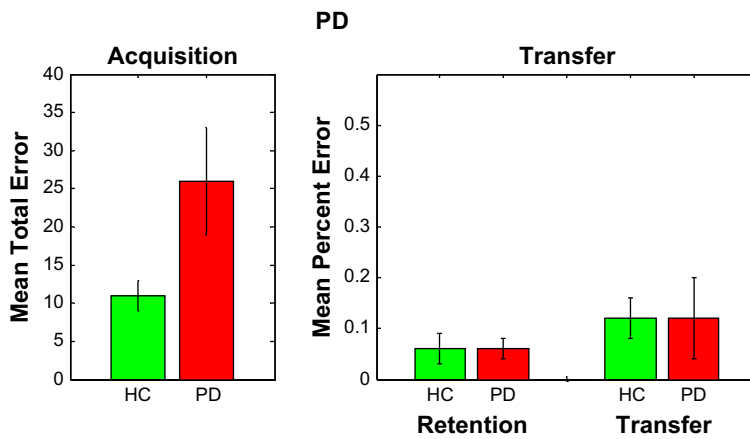 PD
Acquisition
Mean Total Error
40
35
30
25
20
15
10
5
0
HC PD
Transfer
Mean Percent Error
0.5
0.4
0.3
0.2
0.1
0
HC PD HC PD
Retention Transfer